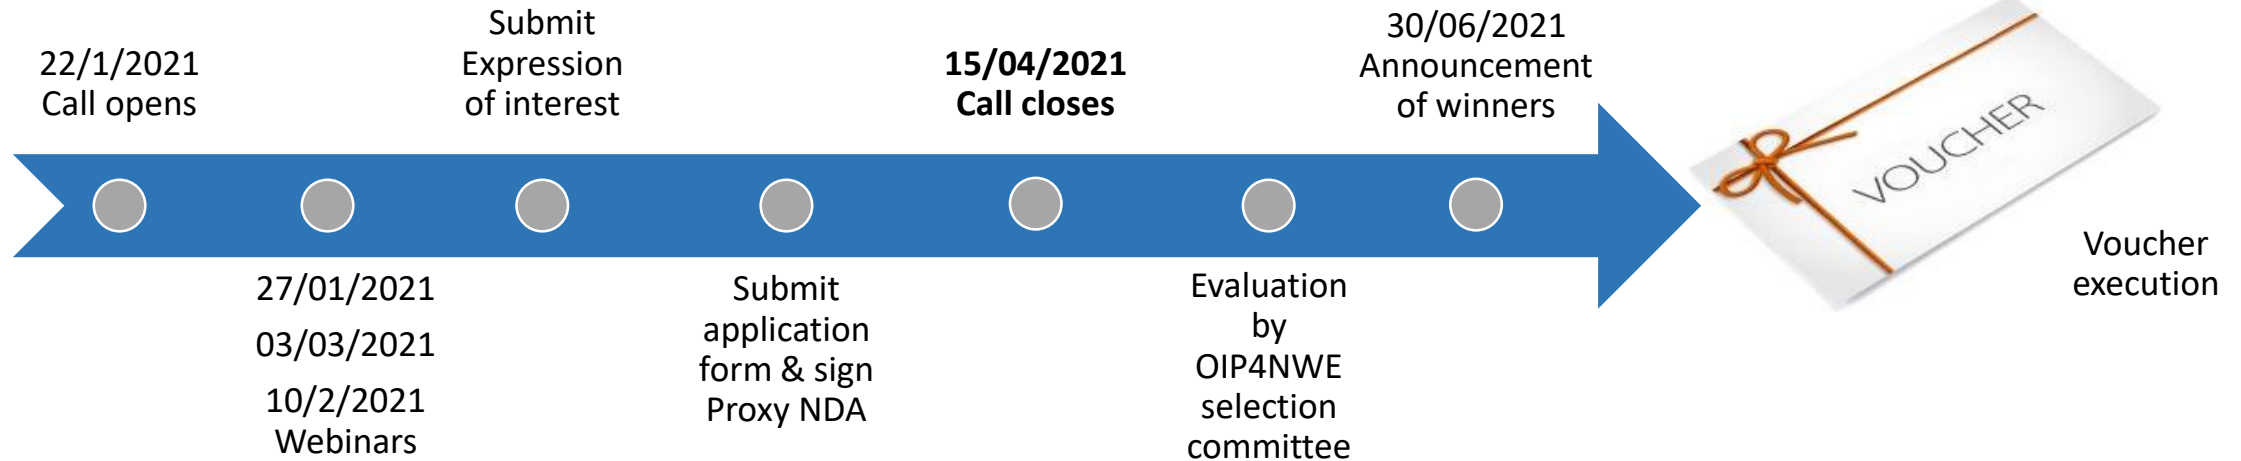 22/1/2021
Call opens
27/01/2021
03/03/2021
10/2/2021
Webinars
Submit
Expression
of interest
Submit
application
form & sign
Proxy NDA
15/04/2021
Call closes
Evaluation
by
OIP4NWE
selection
committee
30/06/2021
Announcement
of winners
VOUCHER
Voucher
execution